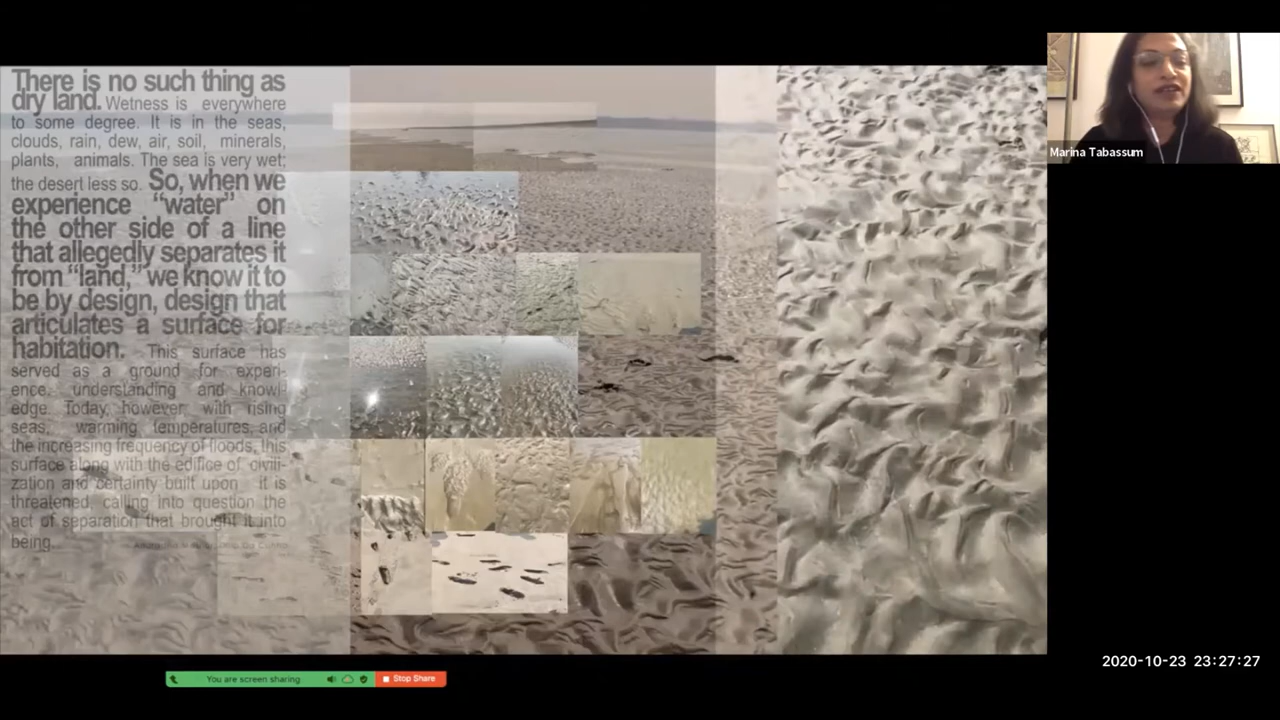 There is no such thing as
dry land. Wetness is everywhere
to some degree. It is in the seas,
clouds, rain, dew, air, soil, minerals,
plants, animals. The sea is very wet;
the desert less so. So, when we
experience “water” on
the other side of a line
that allegedly separates it
from “land,” we know it to
be by design, design that
articulates a surface for
habitation. This surface has
served as a ground for experi-
ence, understanding and knowl-
edge. Today, however, with rising
seas, warming temperatures, and
the increasing frequency of floods, this
surface along with the edifice of civili-
zation and certainty built upon it is
threatened, calling into question the
act of separation that brought it into
being.
Marina Tabassum
2020-10-23 23:27:27
You are screen sharing
Stop Share